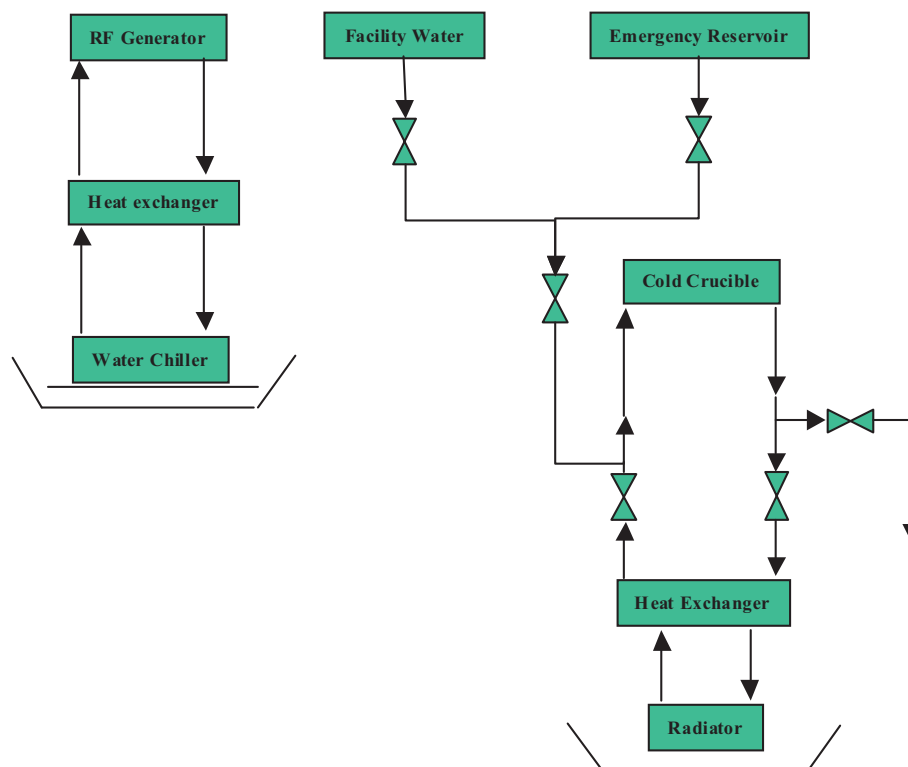 RF Generator
Facility Water
Emergency Reservoir
Heat exchanger
Cold Crucible
Water Chiller
Heat Exchanger
Radiator